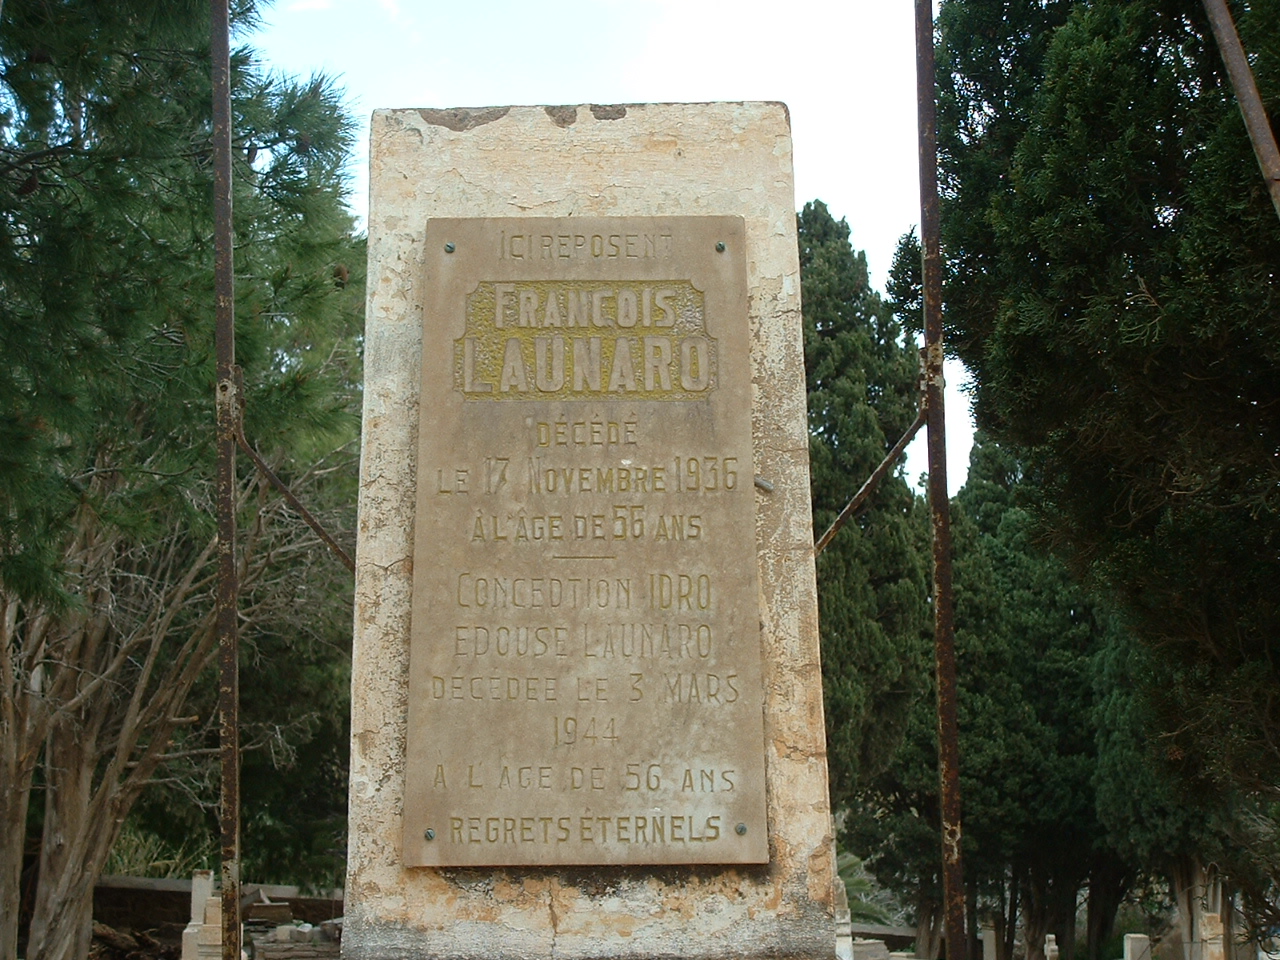 ICI REPOSENT
FRANÇOIS
LAUNARO
DÉCÉDÉ
LE 17 NOVEMBRE 1936
À L'ÂGE DE 56 ANS
CONCEDTION IDRO
EDOUSE LAUNARO
DÉCÉDÉE LE 3 MARS
1944
A L'AGE DE 56 ANS
REGRETS ÉTERNELS